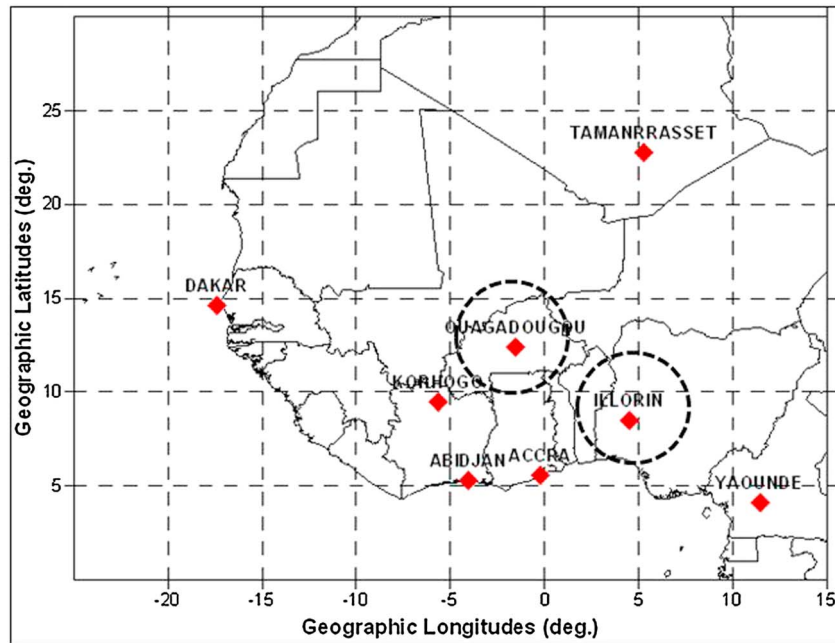 25
TAMANRRASSET
20
DAKAR
15
OUAGADOUGDU
KORHOGO
10
ILLORIN
ABIDJAN
ACCRA
YAOUNDE
5
-20 -15 -10 -5 0 5 10 15
Geographic Latitudes (deg.)
Geographic Longitudes (deg.)